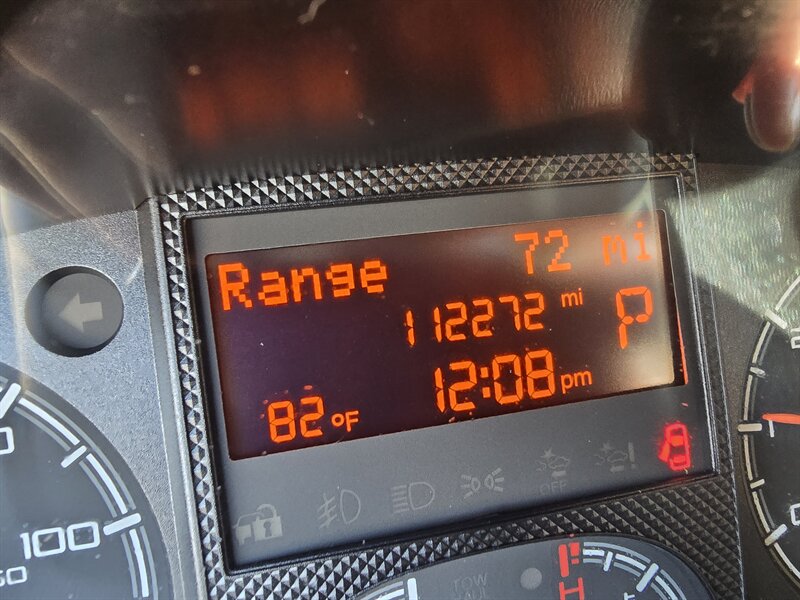 Range 72 mi
112272 mi
P
12:08 pm
82 °F
OFF
100
TOW
F
H